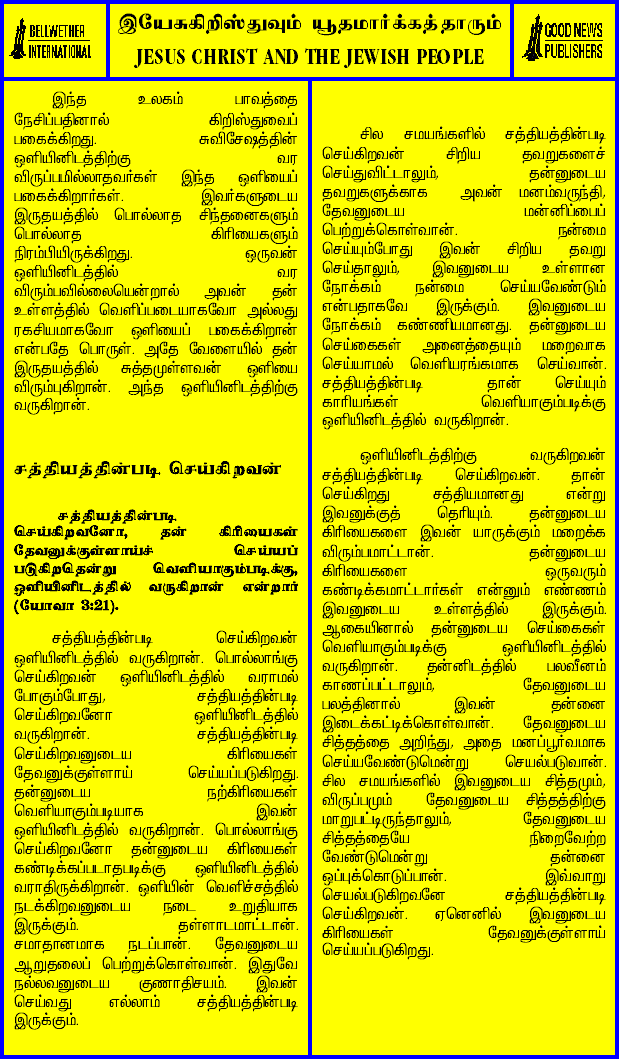 BELLWETHER
INTERNATIONAL
இயேசுகிறிஸ்துவும் யூதமார்க்கத்தாரும்
JESUS CHRIST AND THE JEWISH PEOPLE
GOOD NEWS
PUBLISHERS
இந்த உலகம் பாவத்தை
நேசிப்பதினால் கிறிஸ்துவைப்
பகைக்கிறது. சுவிசேஷத்தின்
ஒளியினிடத்திற்கு வர
விருப்பமில்லாதவர்கள் இந்த ஒளியைப்
பகைக்கிறார்கள். இவர்களுடைய
இருதயத்தில் பொல்லாத சிந்தனைகளும்
பொல்லாத கிரியைகளும்
நிரம்பியிருக்கிறது. ஒருவன்
ஒளியினிடத்தில் வர
விரும்பவில்லையென்றால் அவன் தன்
உள்ளத்தில் வெளிப்படையாகவோ அல்லது
ரகசியமாகவோ ஒளியைப் பகைக்கிறான்
என்பதே பொருள். அதே வேளையில் தன்
இருதயத்தில் சுத்தமுள்ளவன் ஒளியை
விரும்புகிறான். அந்த ஒளியினிடத்திற்கு
வருகிறான்.
சத்தியத்தின்படி செய்கிறவன்
சத்தியத்தின்படி
செய்கிறவனோ, தன் கிரியைகள்
தேவனுக்குள்ளாய்ச் செய்யப்
படுகிறதென்று வெளியாகும்படிக்கு,
ஒளியினிடத்தில் வருகிறான் என்றார்
(யோவா 3:21).
சத்தியத்தின்படி செய்கிறவன்
ஒளியினிடத்தில் வருகிறான். பொல்லாங்கு
செய்கிறவன் ஒளியினிடத்தில் வராமல்
போகும்போது, சத்தியத்தின்படி
செய்கிறவனோ ஒளியினிடத்தில்
வருகிறான். சத்தியத்தின்படி
செய்கிறவனுடைய கிரியைகள்
தேவனுக்குள்ளாய் செய்யப்படுகிறது.
தன்னுடைய நற்கிரியைகள்
வெளியாகும்படியாக இவன்
ஒளியினிடத்தில் வருகிறான். பொல்லாங்கு
செய்கிறவனோ தன்னுடைய கிரியைகள்
கண்டிக்கப்படாதபடிக்கு ஒளியினிடத்தில்
வராதிருக்கிறான். ஒளியின் வெளிச்சத்தில்
நடக்கிறவனுடைய நடை உறுதியாக
இருக்கும். தள்ளாடமாட்டான்.
சமாதானமாக நடப்பான். தேவனுடைய
ஆறுதலைப் பெற்றுக்கொள்வான். இதுவே
நல்லவனுடைய குணாதிசயம். இவன்
செய்வது எல்லாம் சத்தியத்தின்படி
இருக்கும்.
சில சமயங்களில் சத்தியத்தின்படி
செய்கிறவன் சிறிய தவறுகளைச்
செய்துவிட்டாலும், தன்னுடைய
தவறுகளுக்காக அவன் மனம்வருந்தி,
தேவனுடைய மன்னிப்பைப்
பெற்றுக்கொள்வான். நன்மை
செய்யும்போது இவன் சிறிய தவறு
செய்தாலும், இவனுடைய உள்ளான
நோக்கம் நன்மை செய்யவேண்டும்
என்பதாகவே இருக்கும். இவனுடைய
நோக்கம் கண்ணியமானது. தன்னுடைய
செய்கைகள் அனைத்தையும் மறைவாக
செய்யாமல் வெளியரங்கமாக செய்வான்.
சத்தியத்தின்படி தான் செய்யும்
காரியங்கள் வெளியாகும்படிக்கு
ஒளியினிடத்தில் வருகிறான்.
ஒளியினிடத்திற்கு வருகிறவன்
சத்தியத்தின்படி செய்கிறவன். தான்
செய்கிறது சத்தியமானது என்று
இவனுக்குத் தெரியும். தன்னுடைய
கிரியைகளை இவன் யாருக்கும் மறைக்க
விரும்பமாட்டான். தன்னுடைய
கிரியைகளை ஒருவரும்
கண்டிக்கமாட்டார்கள் என்னும் எண்ணம்
இவனுடைய உள்ளத்தில் இருக்கும்.
ஆகையினால் தன்னுடைய செய்கைகள்
வெளியாகும்படிக்கு ஒளியினிடத்தில்
வருகிறான். தன்னிடத்தில் பலவீனம்
காணப்பட்டாலும், தேவனுடைய
பலத்தினால் இவன் தன்னை
இடைக்கட்டிக்கொள்வான். தேவனுடைய
சித்தத்தை அறிந்து, அதை மனப்பூர்வமாக
செய்யவேண்டுமென்று செயல்படுவான்.
சில சமயங்களில் இவனுடைய சித்தமும்,
விருப்பமும் தேவனுடைய சித்தத்திற்கு
மாறுபட்டிருந்தாலும், தேவனுடைய
சித்தத்தையே நிறைவேற்ற
வேண்டுமென்று தன்னை
ஒப்புக்கொடுப்பான். இவ்வாறு
செயல்படுகிறவனே சத்தியத்தின்படி
செய்கிறவன். ஏனெனில் இவனுடைய
கிரியைகள் தேவனுக்குள்ளாய்
செய்யப்படுகிறது.